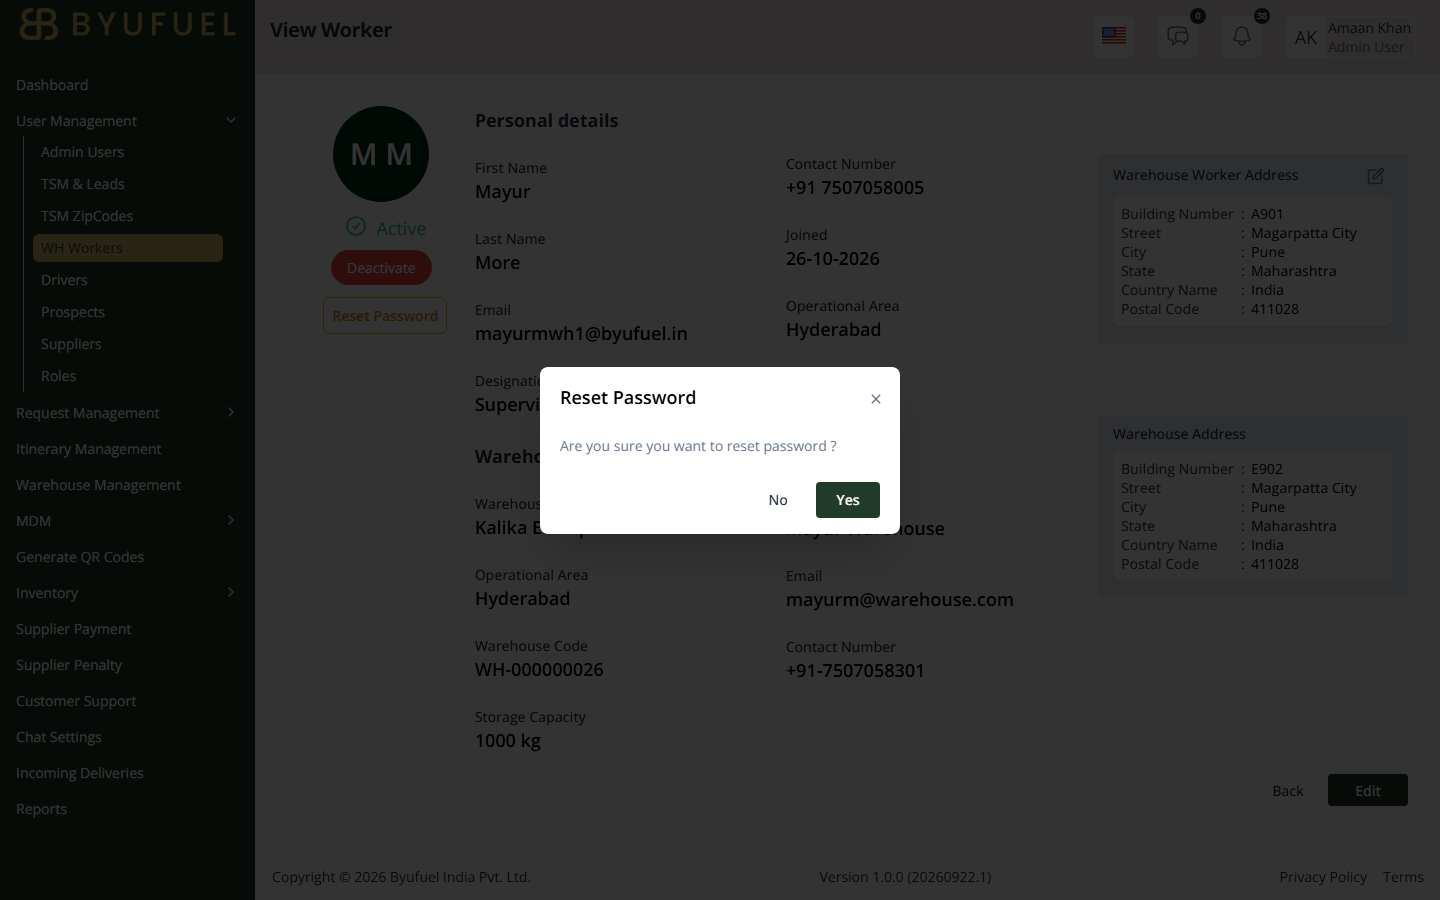 BYUFUEL
View Worker
0
38
AK
Amaan Khan
Admin User
Dashboard
User Management
Admin Users
TSM & Leads
TSM ZipCodes
WH Workers
Drivers
Prospects
Suppliers
Roles
Request Management
Itinerary Management
Warehouse Management
MDM
Generate QR Codes
Inventory
Supplier Payment
Supplier Penalty
Customer Support
Chat Settings
Incoming Deliveries
Reports
M M
Active
Deactivate
Reset Password
Personal details
First Name
Mayur
Contact Number
+91 7507058005
Last Name
More
Joined
26-10-2026
Email
mayurmwh1@byufuel.in
Operational Area
Hyderabad
Reset Password
Are you sure you want to reset password ?
No
Yes
Kalika
Operational Area
Hyderabad
Email
mayurm@warehouse.com
Warehouse Code
WH-000000026
Contact Number
+91-7507058301
Storage Capacity
1000 kg
Warehouse Worker Address
Building Number : A901
Street : Magarpatta City
City : Pune
State : Maharashtra
Country Name : India
Postal Code : 411028
Warehouse Address
Building Number : E902
Street : Magarpatta City
City : Pune
State : Maharashtra
Country Name : India
Postal Code : 411028
Back
Edit
Copyright © 2026 Byufuel India Pvt. Ltd.
Version 1.0.0 (20260922.1)
Privacy Policy
Terms